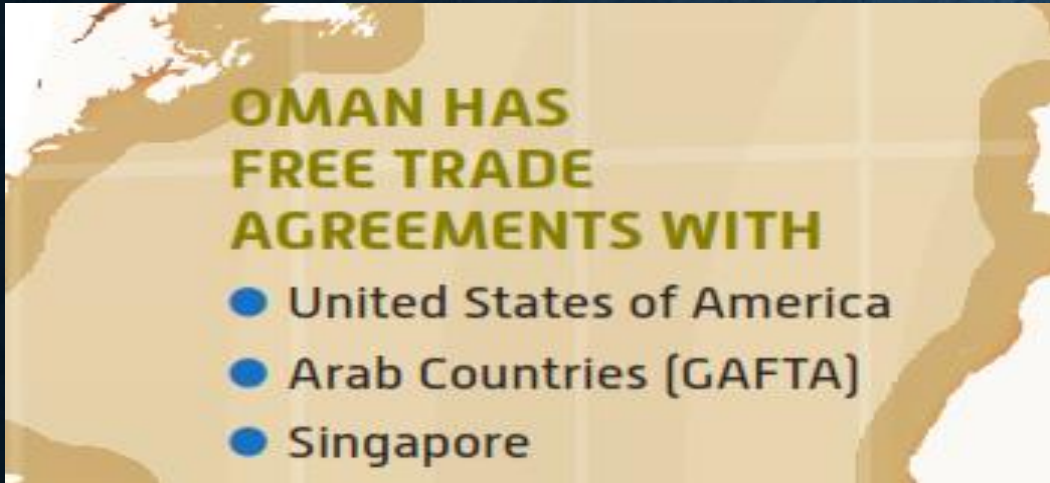 OMAN HAS
FREE TRADE
AGREEMENTS WITH
United States of America
Arab Countries (GAFTA)
Singapore